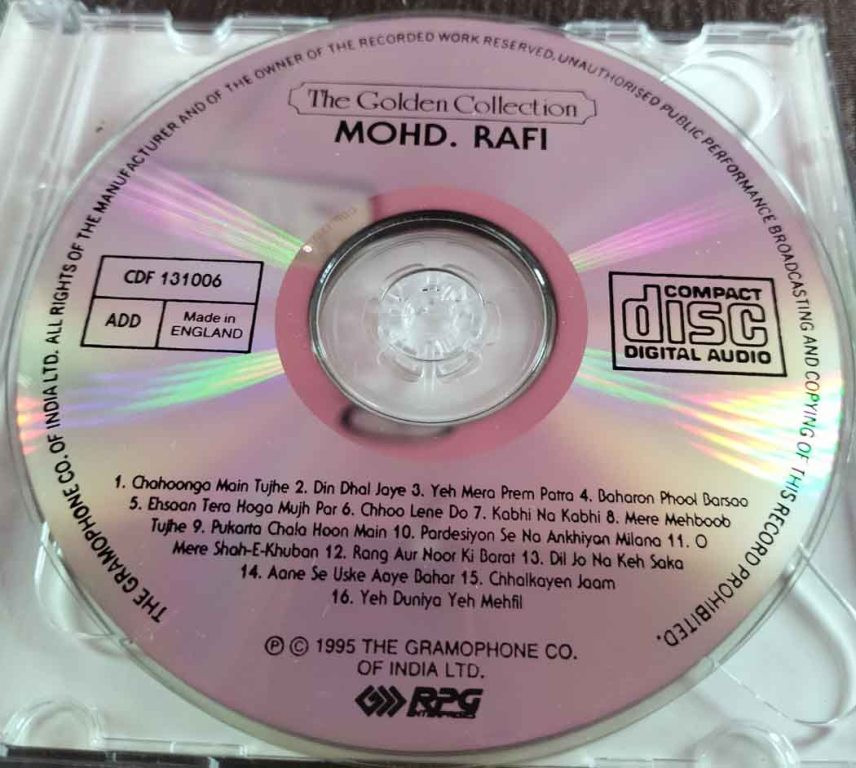 THE GRAMOPHONE CO. OF INDIA LTD. ALL RIGHTS OF THE MANUFACTURER AND OF THE OWNER OF THE RECORDED WORK RESERVED. UNAUTHORISED PUBLIC PERFORMANCE BROADCASTING AND COPYING OF THIS RECORD PROHIBITED.
The Golden Collection
MOHD. RAFI
CDF 131006
ADD
Made in
ENGLAND
COMPACT
disc
DIGITAL AUDIO
1. Chahoonga Main Tujhe 2. Din Dhal Jaye 3. Yeh Mera Prem Patra 4. Baharon Phool Barsao
5. Ehsaan Tera Hoga Mujh Par 6. Chhoo Lene Do 7. Kabhi Na Kabhi 8. Mere Mehboob
Tujhe 9. Pukarta Chala Hoon Main 10. Pardesiyon Se Na Ankhiyan Milana 11. O
Mere Shah-E-Khuban 12. Rang Aur Noor Ki Barat 13. Dil Jo Na Keh Saka
14. Aane Se Uske Aaye Bahar 15. Chhalkayen Jaam
16. Yeh Duniya Yeh Mehfil
℗ © 1995 THE GRAMOPHONE CO.
OF INDIA LTD.
RPG
ENTERPRISES